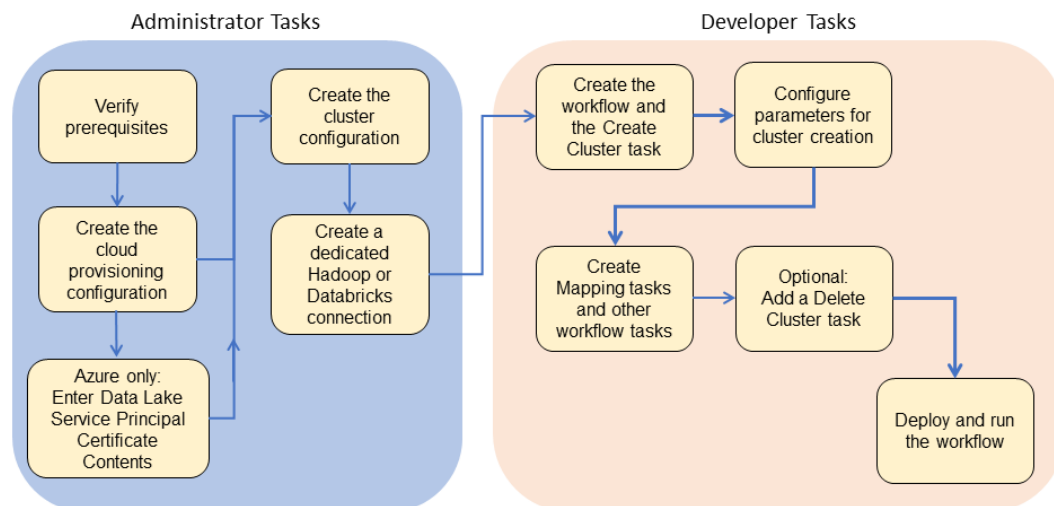 Administrator Tasks
Verify
prerequisites
Create the
cloud
provisioning
configuration
Azure only:
Enter Data Lake
Service Principal
Certificate
Contents
Create the
cluster
configuration
Create a
dedicated
Hadoop or
Databricks
connection
Developer Tasks
Create the
workflow and
the Create
Cluster task
Configure
parameters for
cluster creation
Create
Mapping tasks
and other
workflow tasks
Optional:
Add a Delete
Cluster task
Deploy and run
the workflow